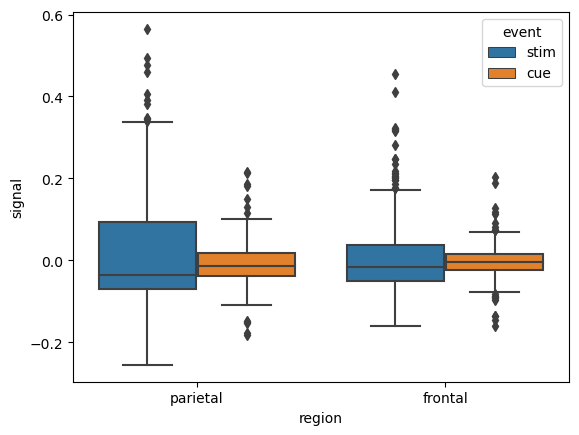 0.6
0.4
0.2
0.0
−0.2
signal
event
stim
cue
parietal
frontal
region